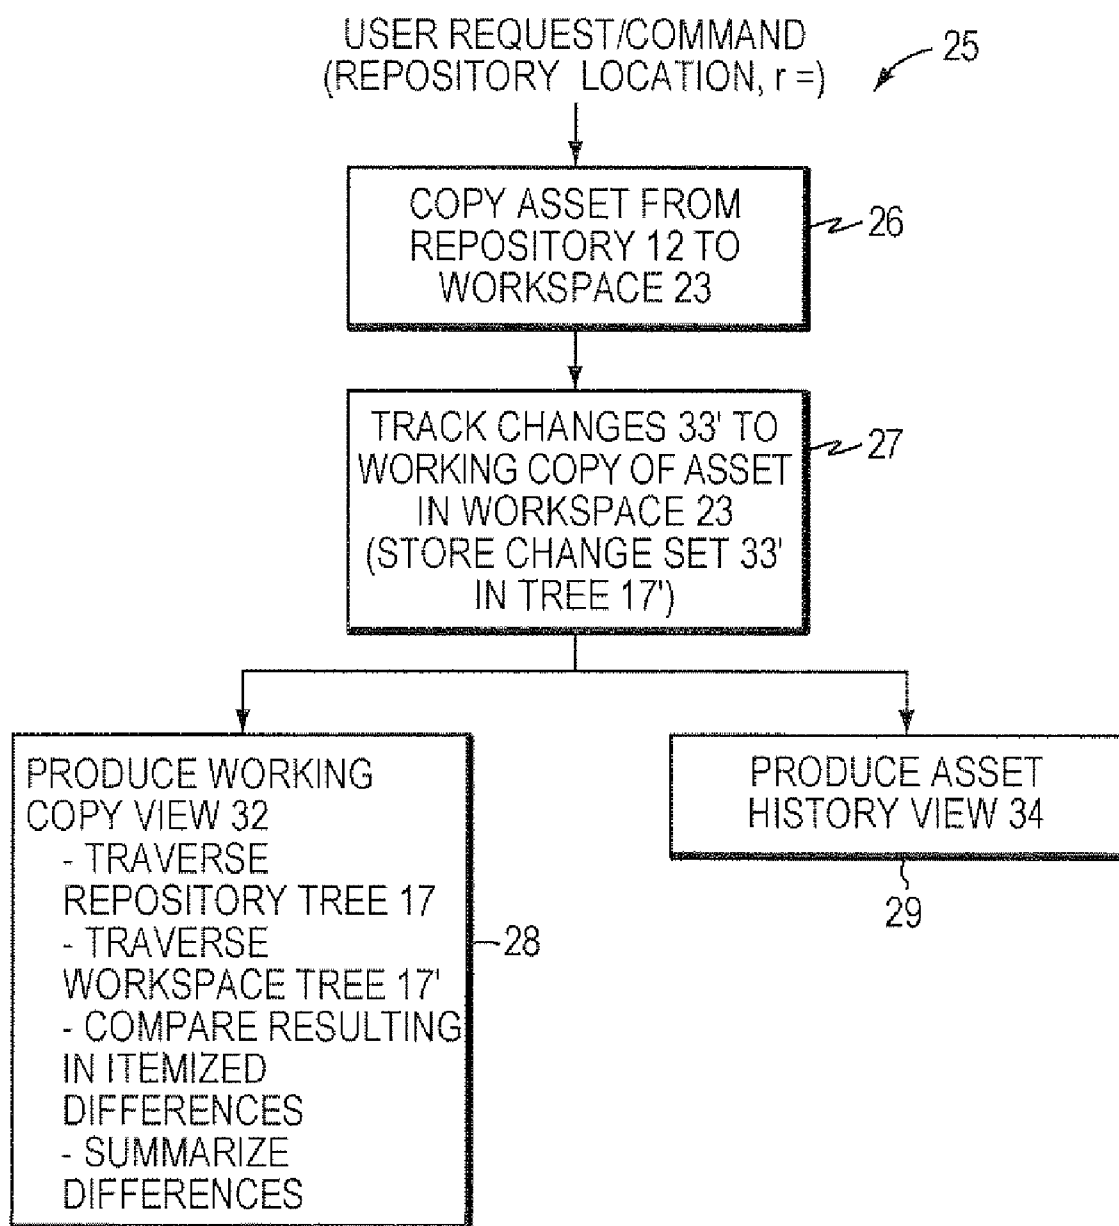 USER REQUEST/COMMAND
(REPOSITORY LOCATION, r =)
25
COPY ASSET FROM
REPOSITORY 12 TO
WORKSPACE 23
26
TRACK CHANGES 33' TO
WORKING COPY OF ASSET
IN WORKSPACE 23
(STORE CHANGE SET 33'
IN TREE 17')
27
PRODUCE WORKING
COPY VIEW 32
- TRAVERSE
REPOSITORY TREE 17
- TRAVERSE
WORKSPACE TREE 17'
- COMPARE RESULTING
IN ITEMIZED
DIFFERENCES
- SUMMARIZE
DIFFERENCES
28
PRODUCE ASSET
HISTORY VIEW 34
29